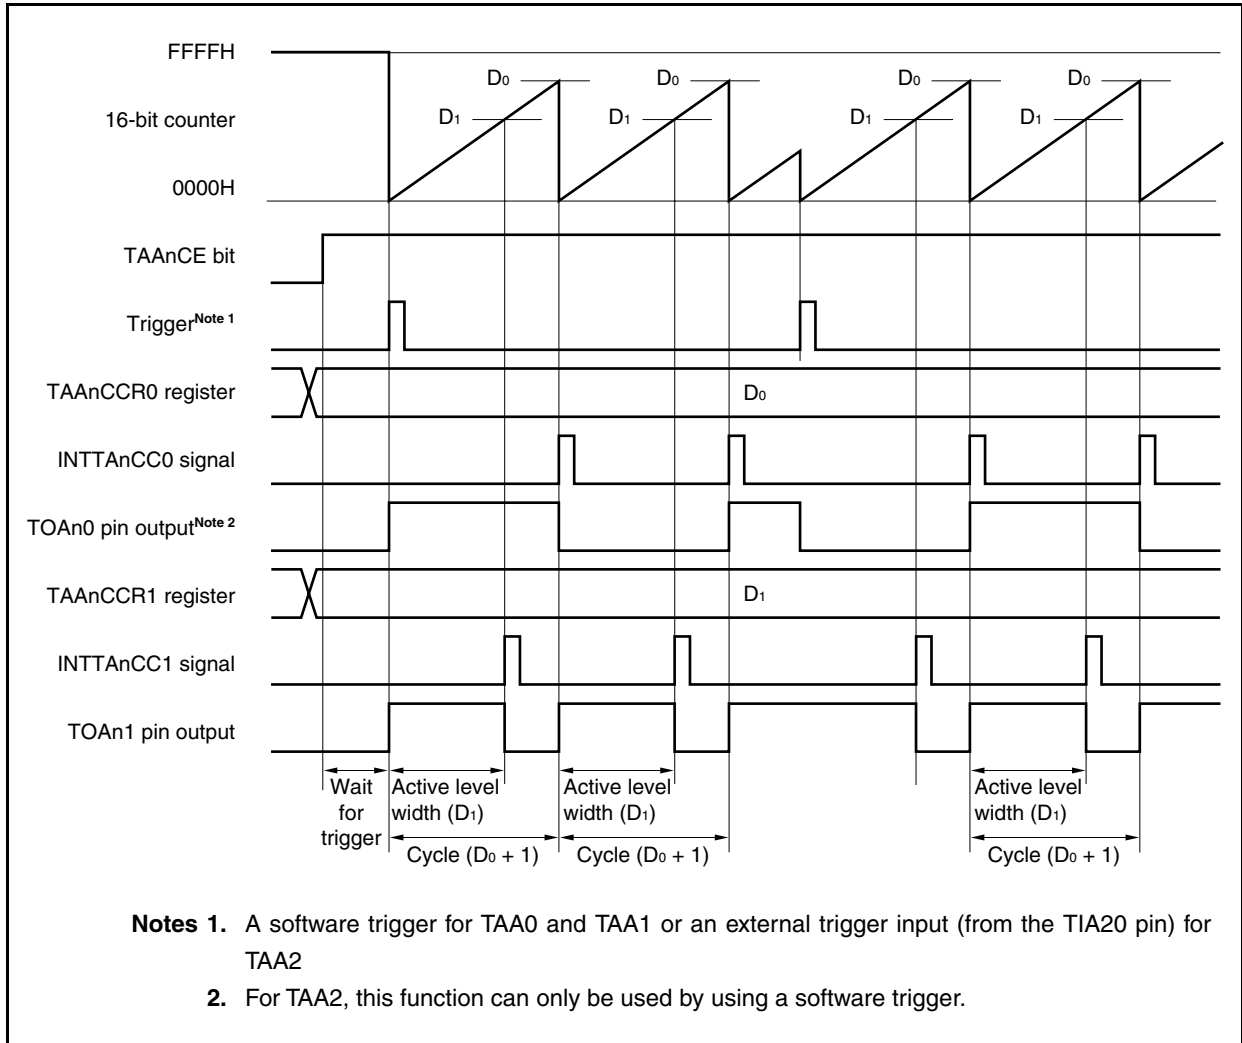 FFFFH
D0 D0 D0 D0
16-bit counter
D1 D1 D1 D1
0000H
TAAnCE bit
TriggerNote 1
TAAnCCR0 register
D0
INTTAnCC0 signal
TOAn0 pin outputNote 2
TAAnCCR1 register
D1
INTTAnCC1 signal
TOAn1 pin output
Wait
for
trigger
Active level
width (D1)
Active level
width (D1)
Active level
width (D1)
Cycle (D0 + 1)
Cycle (D0 + 1)
Cycle (D0 + 1)
Notes 1. A software trigger for TAA0 and TAA1 or an external trigger input (from the TIA20 pin) for
TAA2
2. For TAA2, this function can only be used by using a software trigger.